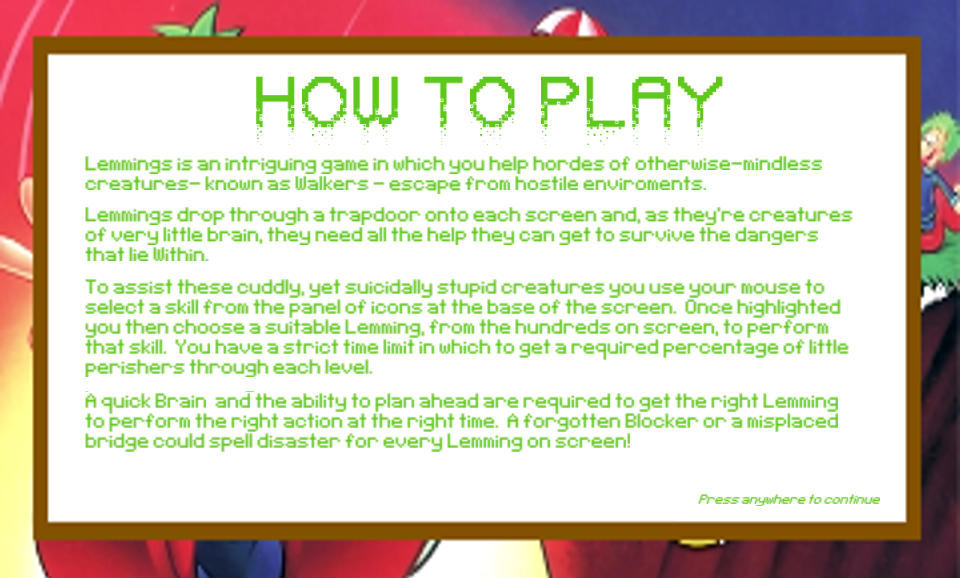 HOW TO PLAY
Lemmings is an intriguing game in which you help hordes of otherwise-mindless
creatures- known as Walkers - escape from hostile enviroments.
Lemmings drop through a trapdoor onto each screen and, as they're creatures
of very little brain, they need all the help they can get to survive the dangers
that lie Within.
To assist these cuddly, yet suicidally stupid creatures you use your mouse to
select a skill from the panel of icons at the base of the screen. Once highlighted
you then choose a suitable Lemming, from the hundreds on screen, to perform
that skill. You have a strict time limit in which to get a required percentage of little
perishers through each level.
A quick Brain and the ability to plan ahead are required to get the right Lemming
to perform the right action at the right time. A forgotten Blocker or a misplaced
bridge could spell disaster for every Lemming on screen!
Press anywhere to continue